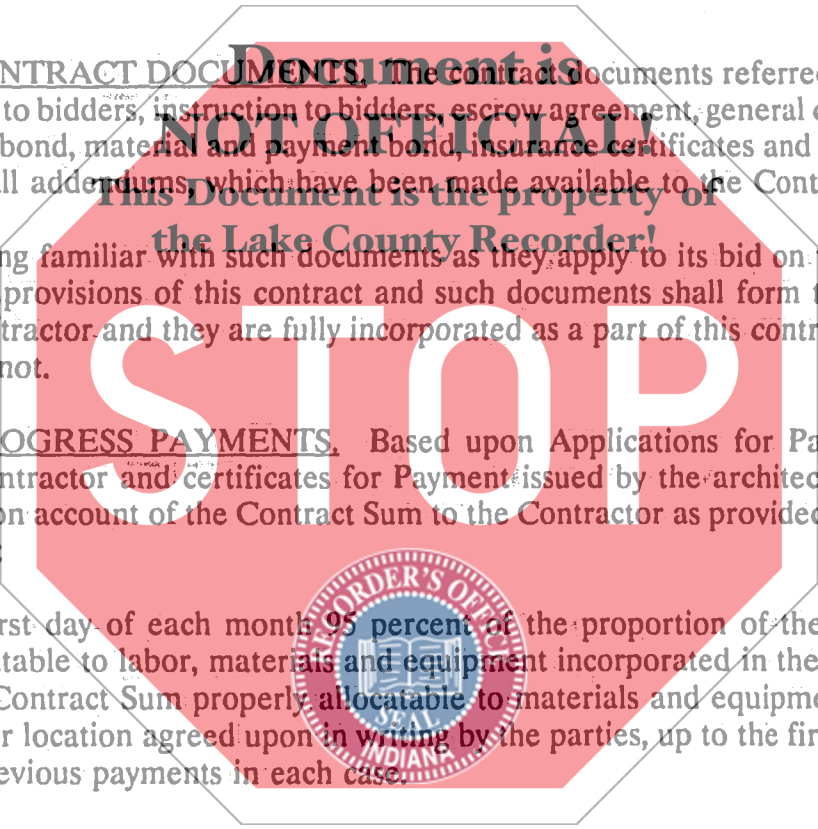 Document is
NOT OFFICIAL!
This Document is the property of
the Lake County Recorder!
STOP
RECORDER'S OFFICE
SEAL
INDIANA
NTRACT DOCUMENTS. The contract documents referre
to bidders, instruction to bidders, escrow agreement, general c
bond, material and payment bond, insurance certificates and
ll addendums, which have been made available to the Cont
ng familiar with such documents as they apply to its bid on
provisions of this contract and such documents shall form t
tractor and they are fully incorporated as a part of this contr
not.
OGRESS PAYMENTS. Based upon Applications for Pa
ntractor and certificates for Payment issued by the architec
on account of the Contract Sum to the Contractor as provided
rst day of each month 95 percent of the proportion of the
table to labor, materials and equipment incorporated in the
Contract Sum properly allocatable to materials and equipme
r location agreed upon in writing by the parties, up to the fir
evious payments in each case.